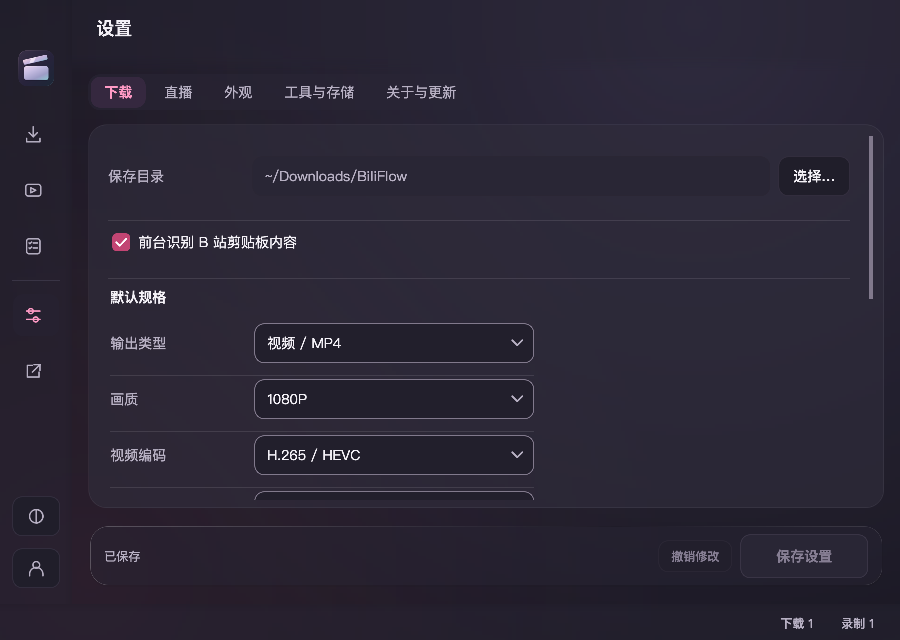 设置
下载 直播 外观 工具与存储 关于与更新
保存目录 ~/Downloads/BiliFlow 选择...
前台识别 B 站剪贴板内容
默认规格
输出类型 视频 / MP4
画质 1080P
视频编码 H.265 / HEVC
已保存 撤销修改 保存设置
下载 1 录制 1